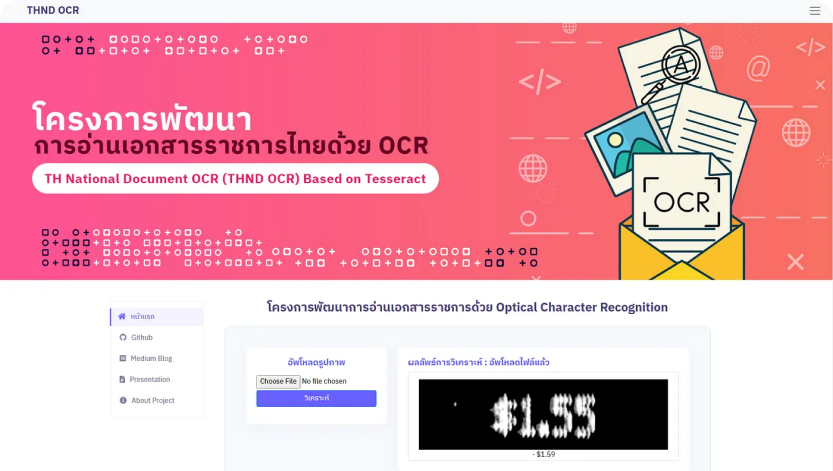 THND OCR
โครงการพัฒนา
การอ่านเอกสารราชการไทยด้วย OCR
TH National Document OCR (THND OCR) Based on Tesseract
A
OCR
โครงการพัฒนาการอ่านเอกสารราชการด้วย Optical Character Recognition
หน้าแรก
Github
Medium Blog
Presentation
About Project
อัพโหลดรูปภาพ
Choose File No file chosen
วิเคราะห์
ผลลัพธ์การวิเคราะห์ : อัพโหลดไฟล์แล้ว
$1.55
- $1.59